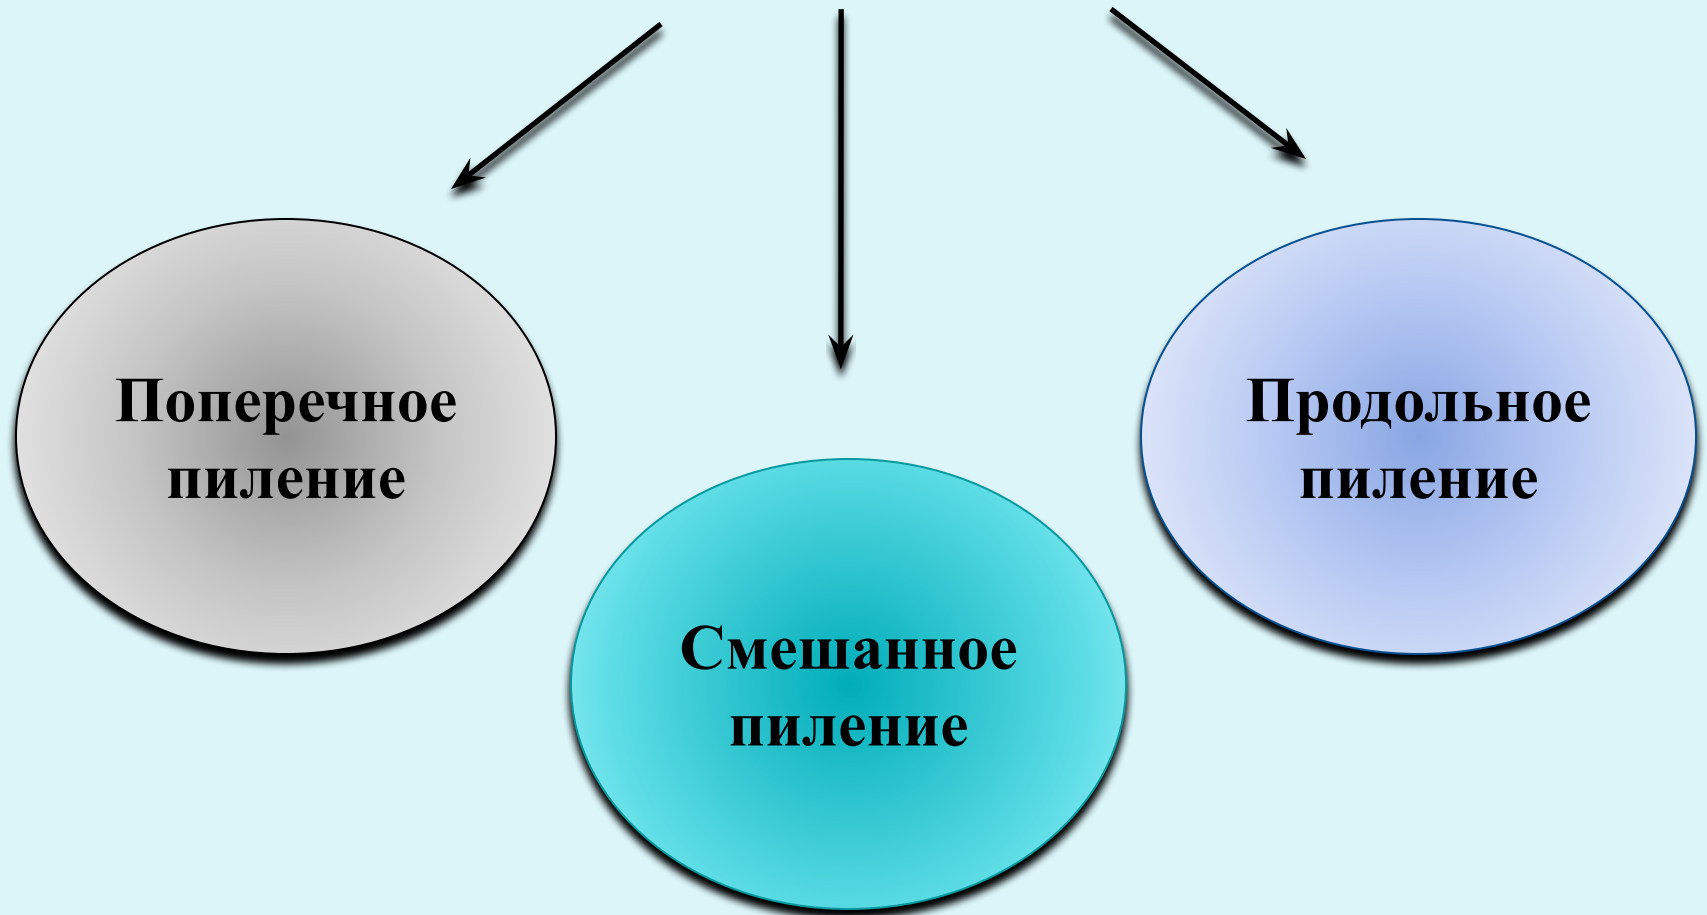 Поперечное
пиление
Смешанное
пиление
Продольное
пиление